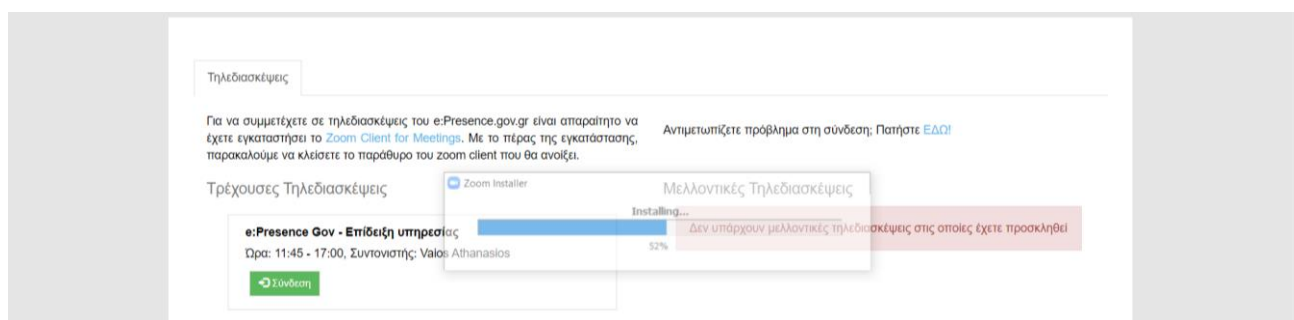 Τηλεδιασκέψεις
Για να συμμετέχετε σε τηλεδιασκέψεις του e:Presence.gov.gr είναι απαραίτητο να
έχετε εγκαταστήσει το Zoom Client for Meetings. Με το πέρας της εγκατάστασης,
παρακαλούμε να κλείσετε το παράθυρο του zoom client που θα ανοίξει.
Αντιμετωπίζετε πρόβλημα στη σύνδεση; Πατήστε ΕΔΩ!
Τρέχουσες Τηλεδιασκέψεις
Zoom Installer
Μελλοντικές Τηλεδιασκέψεις
Installing...
52%
e:Presence Gov - Επίδειξη υπηρεσίας
Ώρα: 11:45 - 17:00, Συντονιστής: Valos Athanasios
Σύνδεση
Δεν υπάρχουν μελλοντικές τηλεδιασκέψεις στις οποίες έχετε προσκληθεί